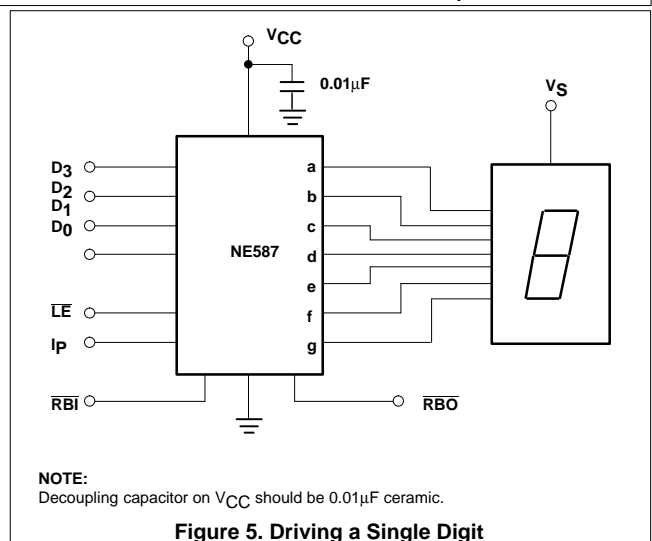 VCC
0.01µF
VS
D3
D2
D1
D0
LE
IP
RBI
NE587
a
b
c
d
e
f
g
RBO
NOTE:
Decoupling capacitor on VCC should be 0.01µF ceramic.
Figure 5. Driving a Single Digit